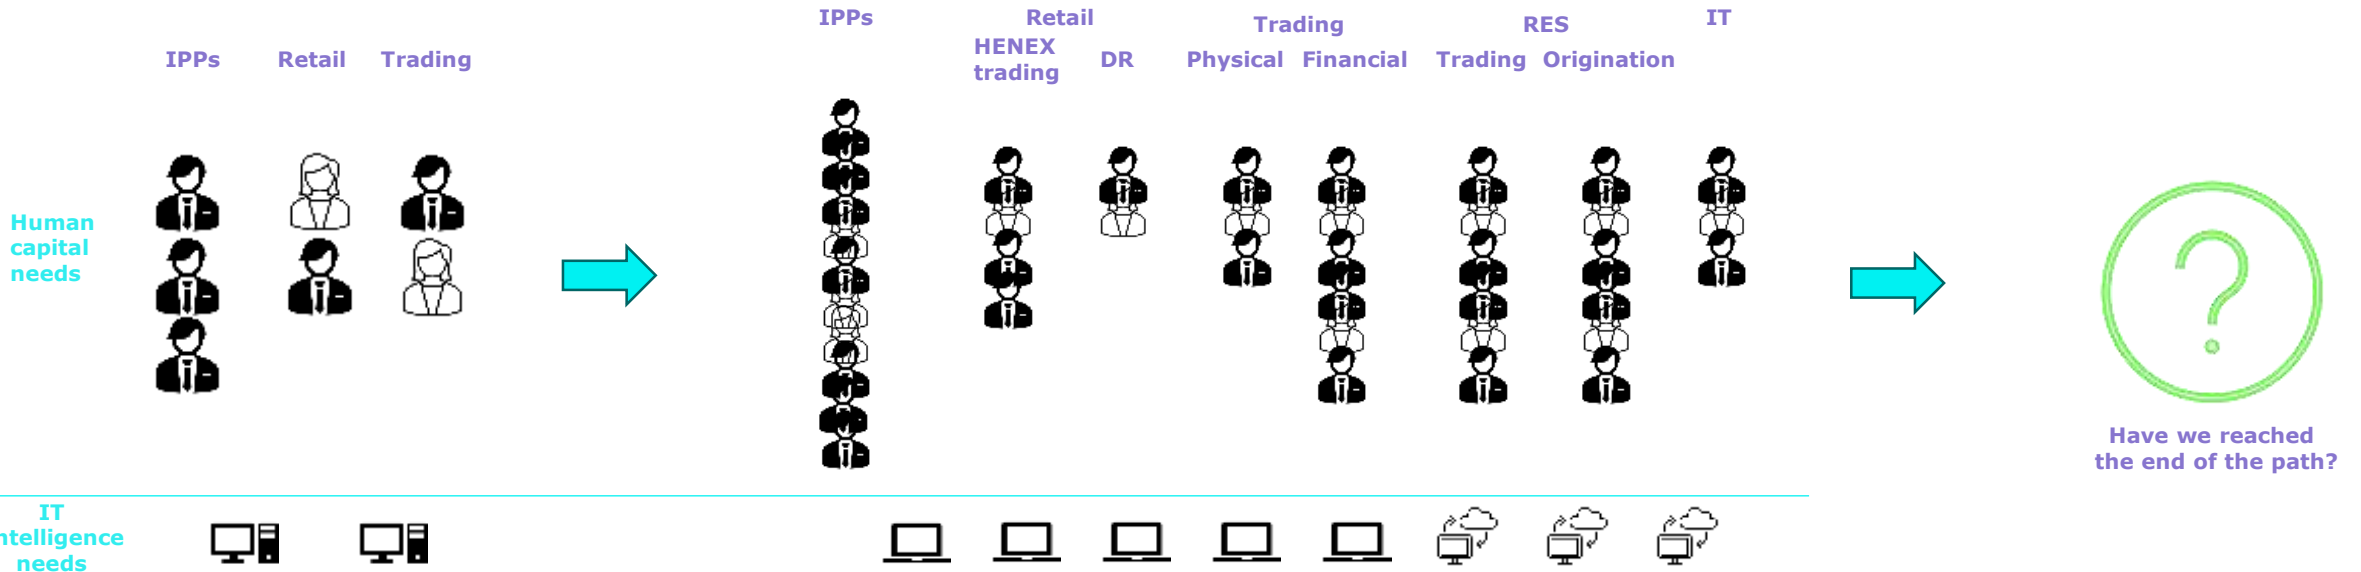 IPPs Retail Trading
Human
capital
needs
IPPs Retail Trading RES IT
HENEX
trading
DR Physical Financial Trading Origination
Have we reached
the end of the path?
IT
ntelligence
needs